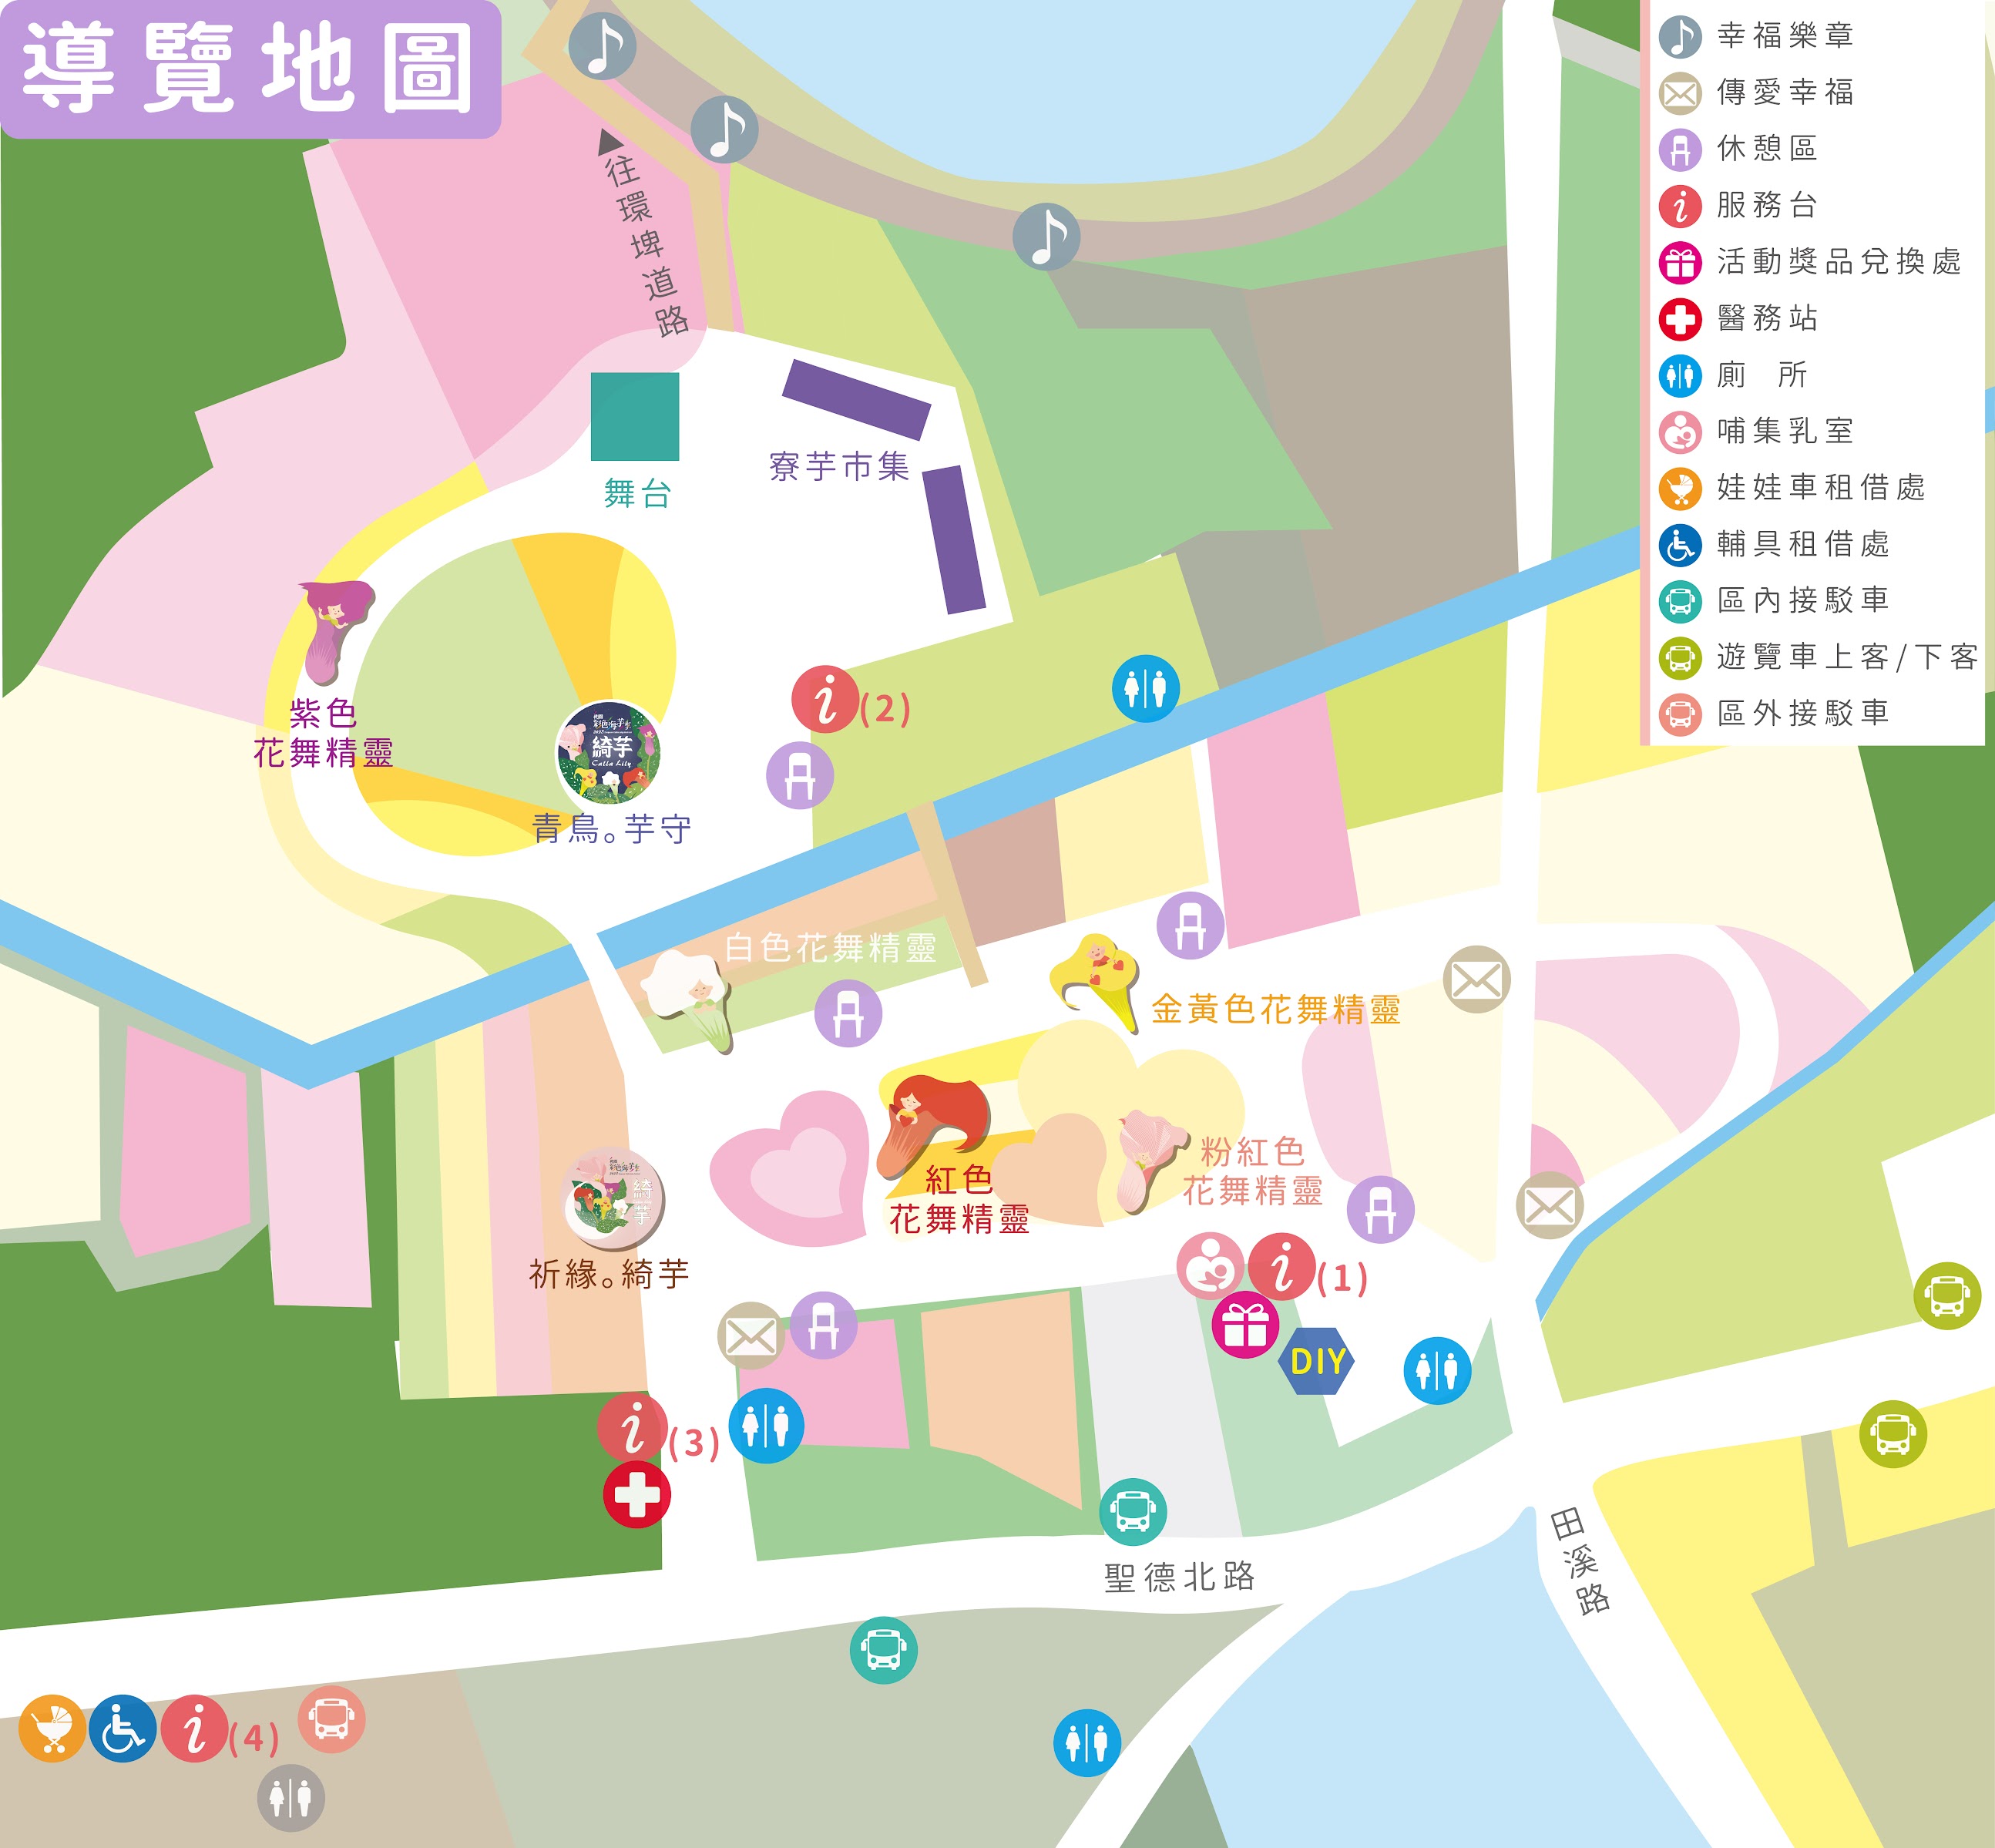 導覽地圖
幸福樂章
傳愛幸福
休憩區
服務台
活動獎品兌換處
醫務站
廁 所
哺集乳室
娃娃車租借處
輔具租借處
區內接駁車
遊覽車上客/下客
區外接駁車
往環埤道路
舞台
寮芋市集
紫色
花舞精靈
(2)
綺芋
Calla Lily
青鳥。芋守
白色花舞精靈
金黃色花舞精靈
紅色
花舞精靈
粉紅色
花舞精靈
綺芋
祈緣。綺芋
(1)
DIY
(3)
聖德北路
田溪路
(4)